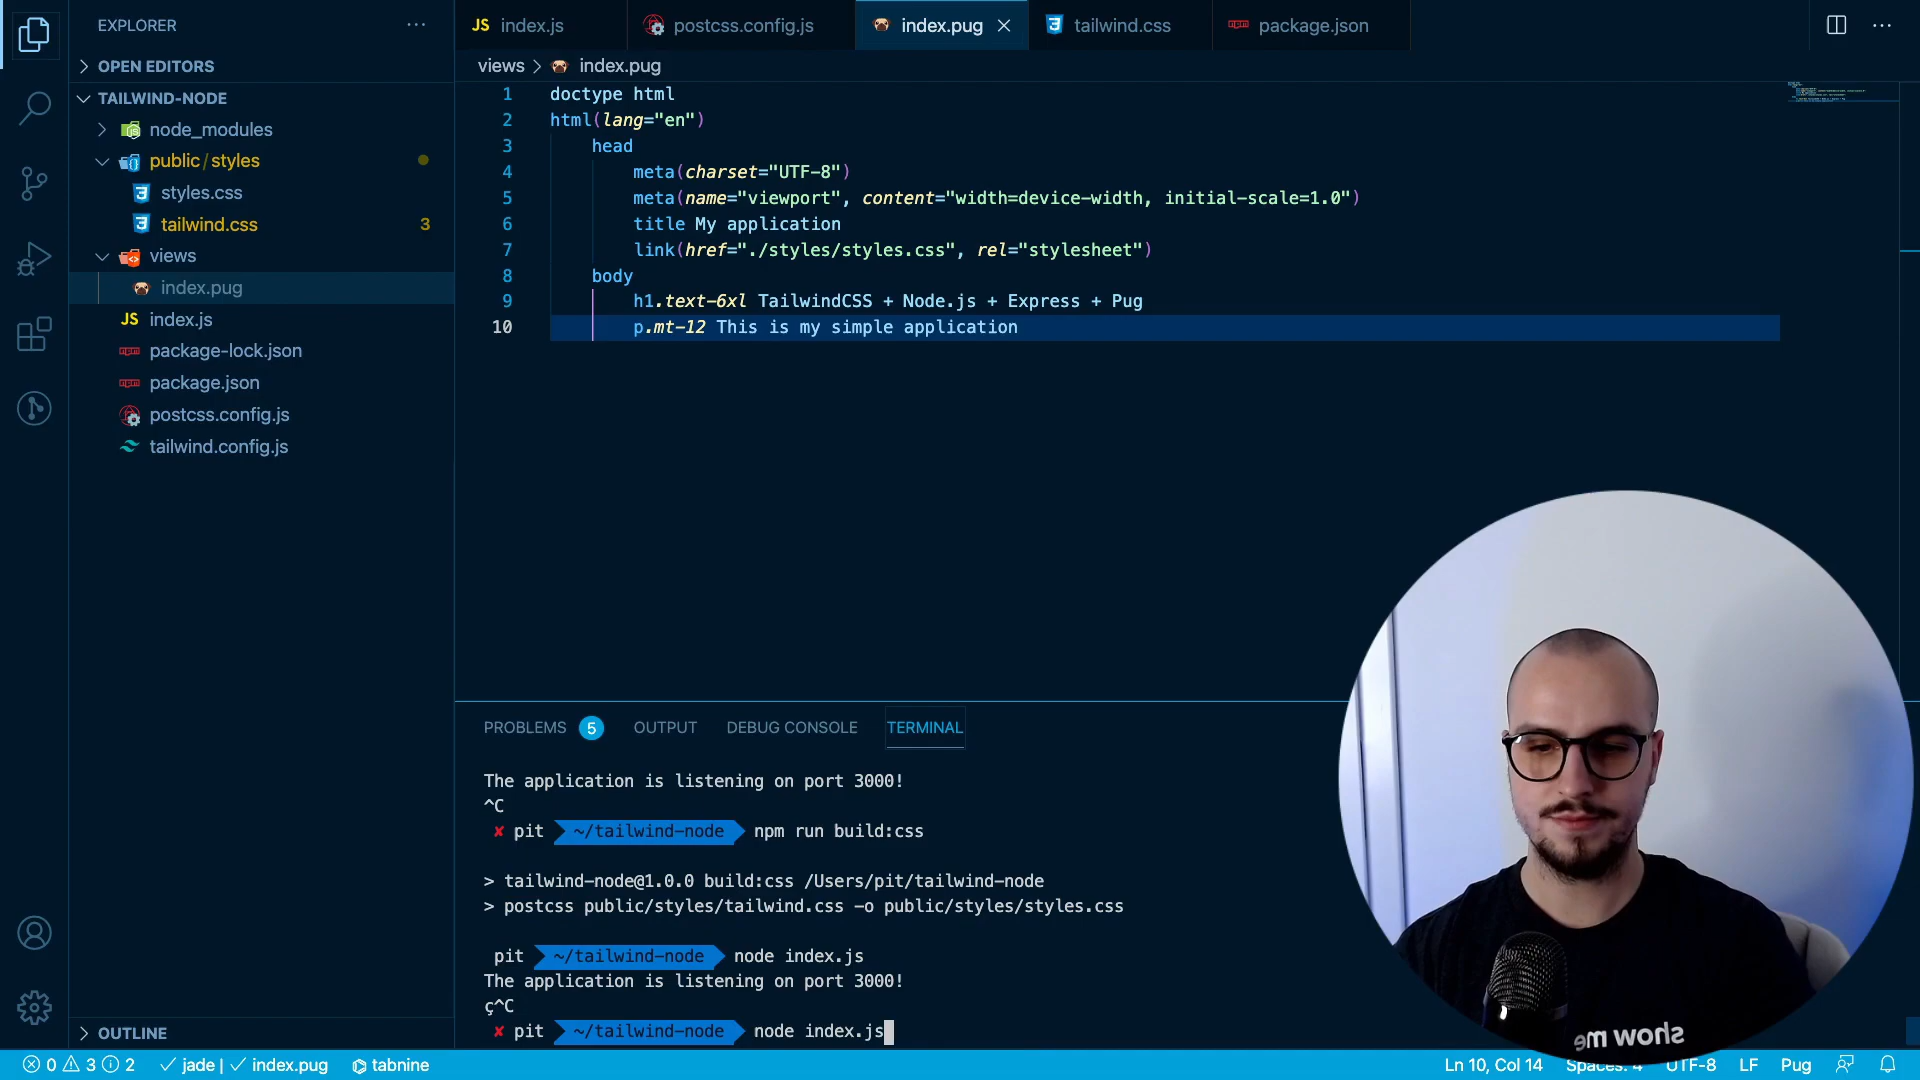 EXPLORER
OPEN EDITORS
TAILWIND-NODE
node_modules
public/styles
styles.css
tailwind.css 3
views
index.pug
index.js
package-lock.json
package.json
postcss.config.js
tailwind.config.js
OUTLINE
JS index.js
postcss.config.js
index.pug
tailwind.css
package.json
views > index.pug
1 doctype html
2 html(lang="en")
3 head
4 meta(charset="UTF-8")
5 meta(name="viewport", content="width=device-width, initial-scale=1.0")
6 title My application
7 link(href="./styles/styles.css", rel="stylesheet")
8 body
9 h1.text-6xl TailwindCSS + Node.js + Express + Pug
10 p.mt-12 This is my simple application
PROBLEMS 5 OUTPUT DEBUG CONSOLE TERMINAL
The application is listening on port 3000!
^C
✘ pit ~/tailwind-node npm run build:css
> tailwind-node@1.0.0 build:css /Users/pit/tailwind-node
> postcss public/styles/tailwind.css -o public/styles/styles.css
pit ~/tailwind-node node index.js
The application is listening on port 3000!
ç^C
✘ pit ~/tailwind-node node index.js
show me
0 3 2 jade | index.pug tabnine
Ln 10, Col 14 Spaces: 4 UTF-8 LF Pug